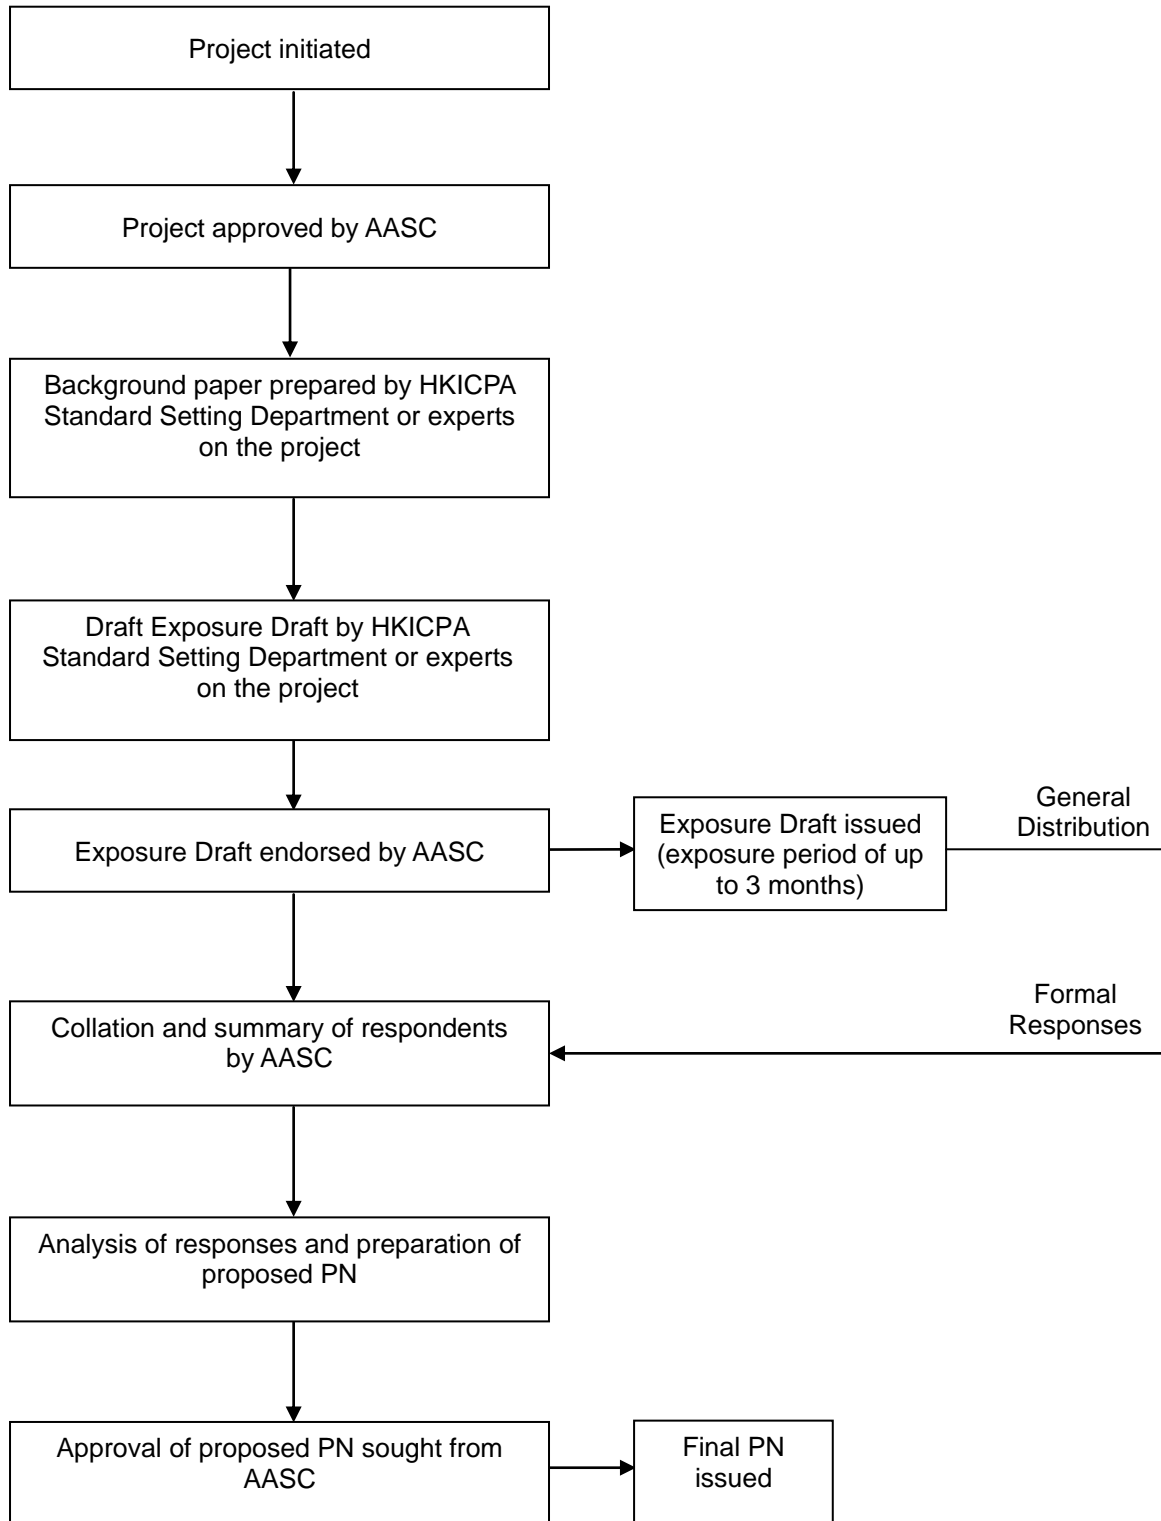 Project initiated
Project approved by AASC
Background paper prepared by HKICPA
Standard Setting Department or experts
on the project
Draft Exposure Draft by HKICPA
Standard Setting Department or experts
on the project
Exposure Draft endorsed by AASC
Exposure Draft issued
(exposure period of up
to 3 months)
General
Distribution
Formal
Responses
Collation and summary of respondents
by AASC
Analysis of responses and preparation of
proposed PN
Approval of proposed PN sought from
AASC
Final PN
issued